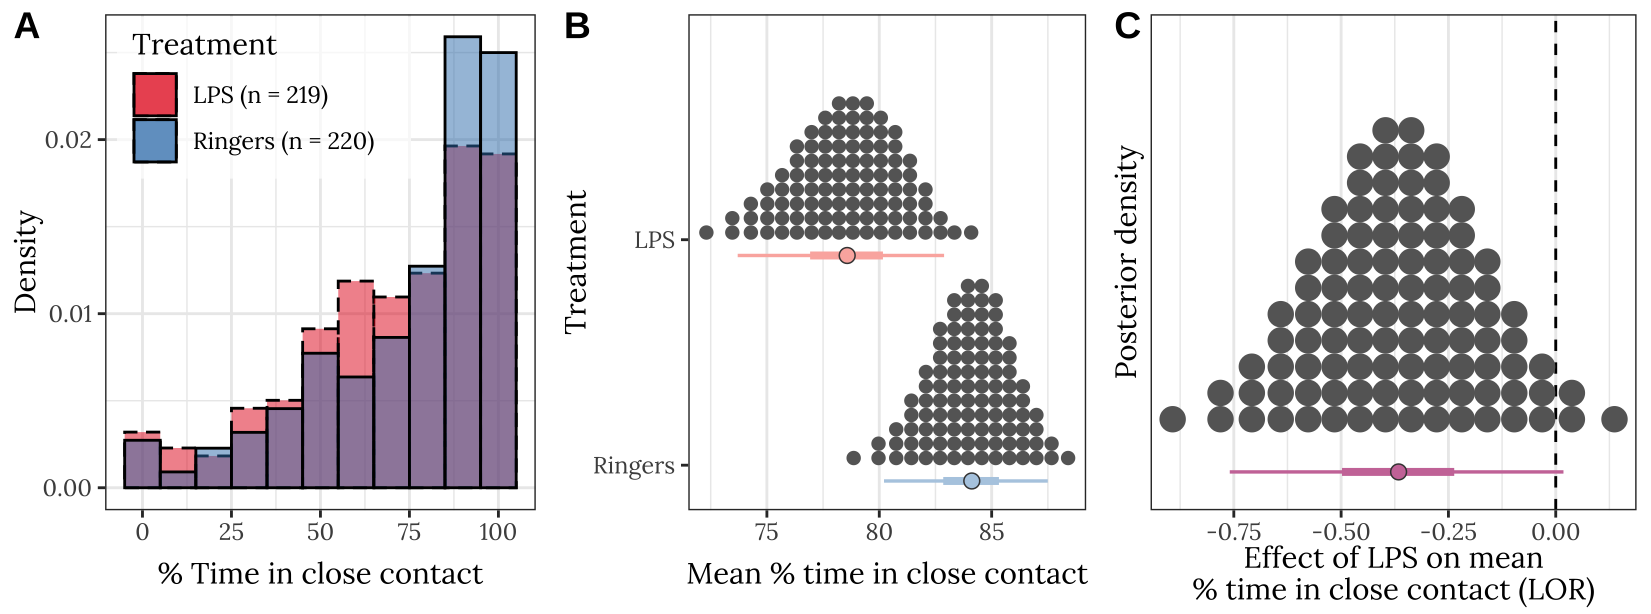 A
Treatment
LPS (n = 219)
Ringers (n = 220)
Density
0.02
0.01
0.00
0
25
50
75
100
% Time in close contact
B
Treatment
LPS
Ringers
75
80
85
Mean % time in close contact
C
Posterior density
-0.75
-0.50
-0.25
0.00
Effect of LPS on mean
% time in close contact (LOR)